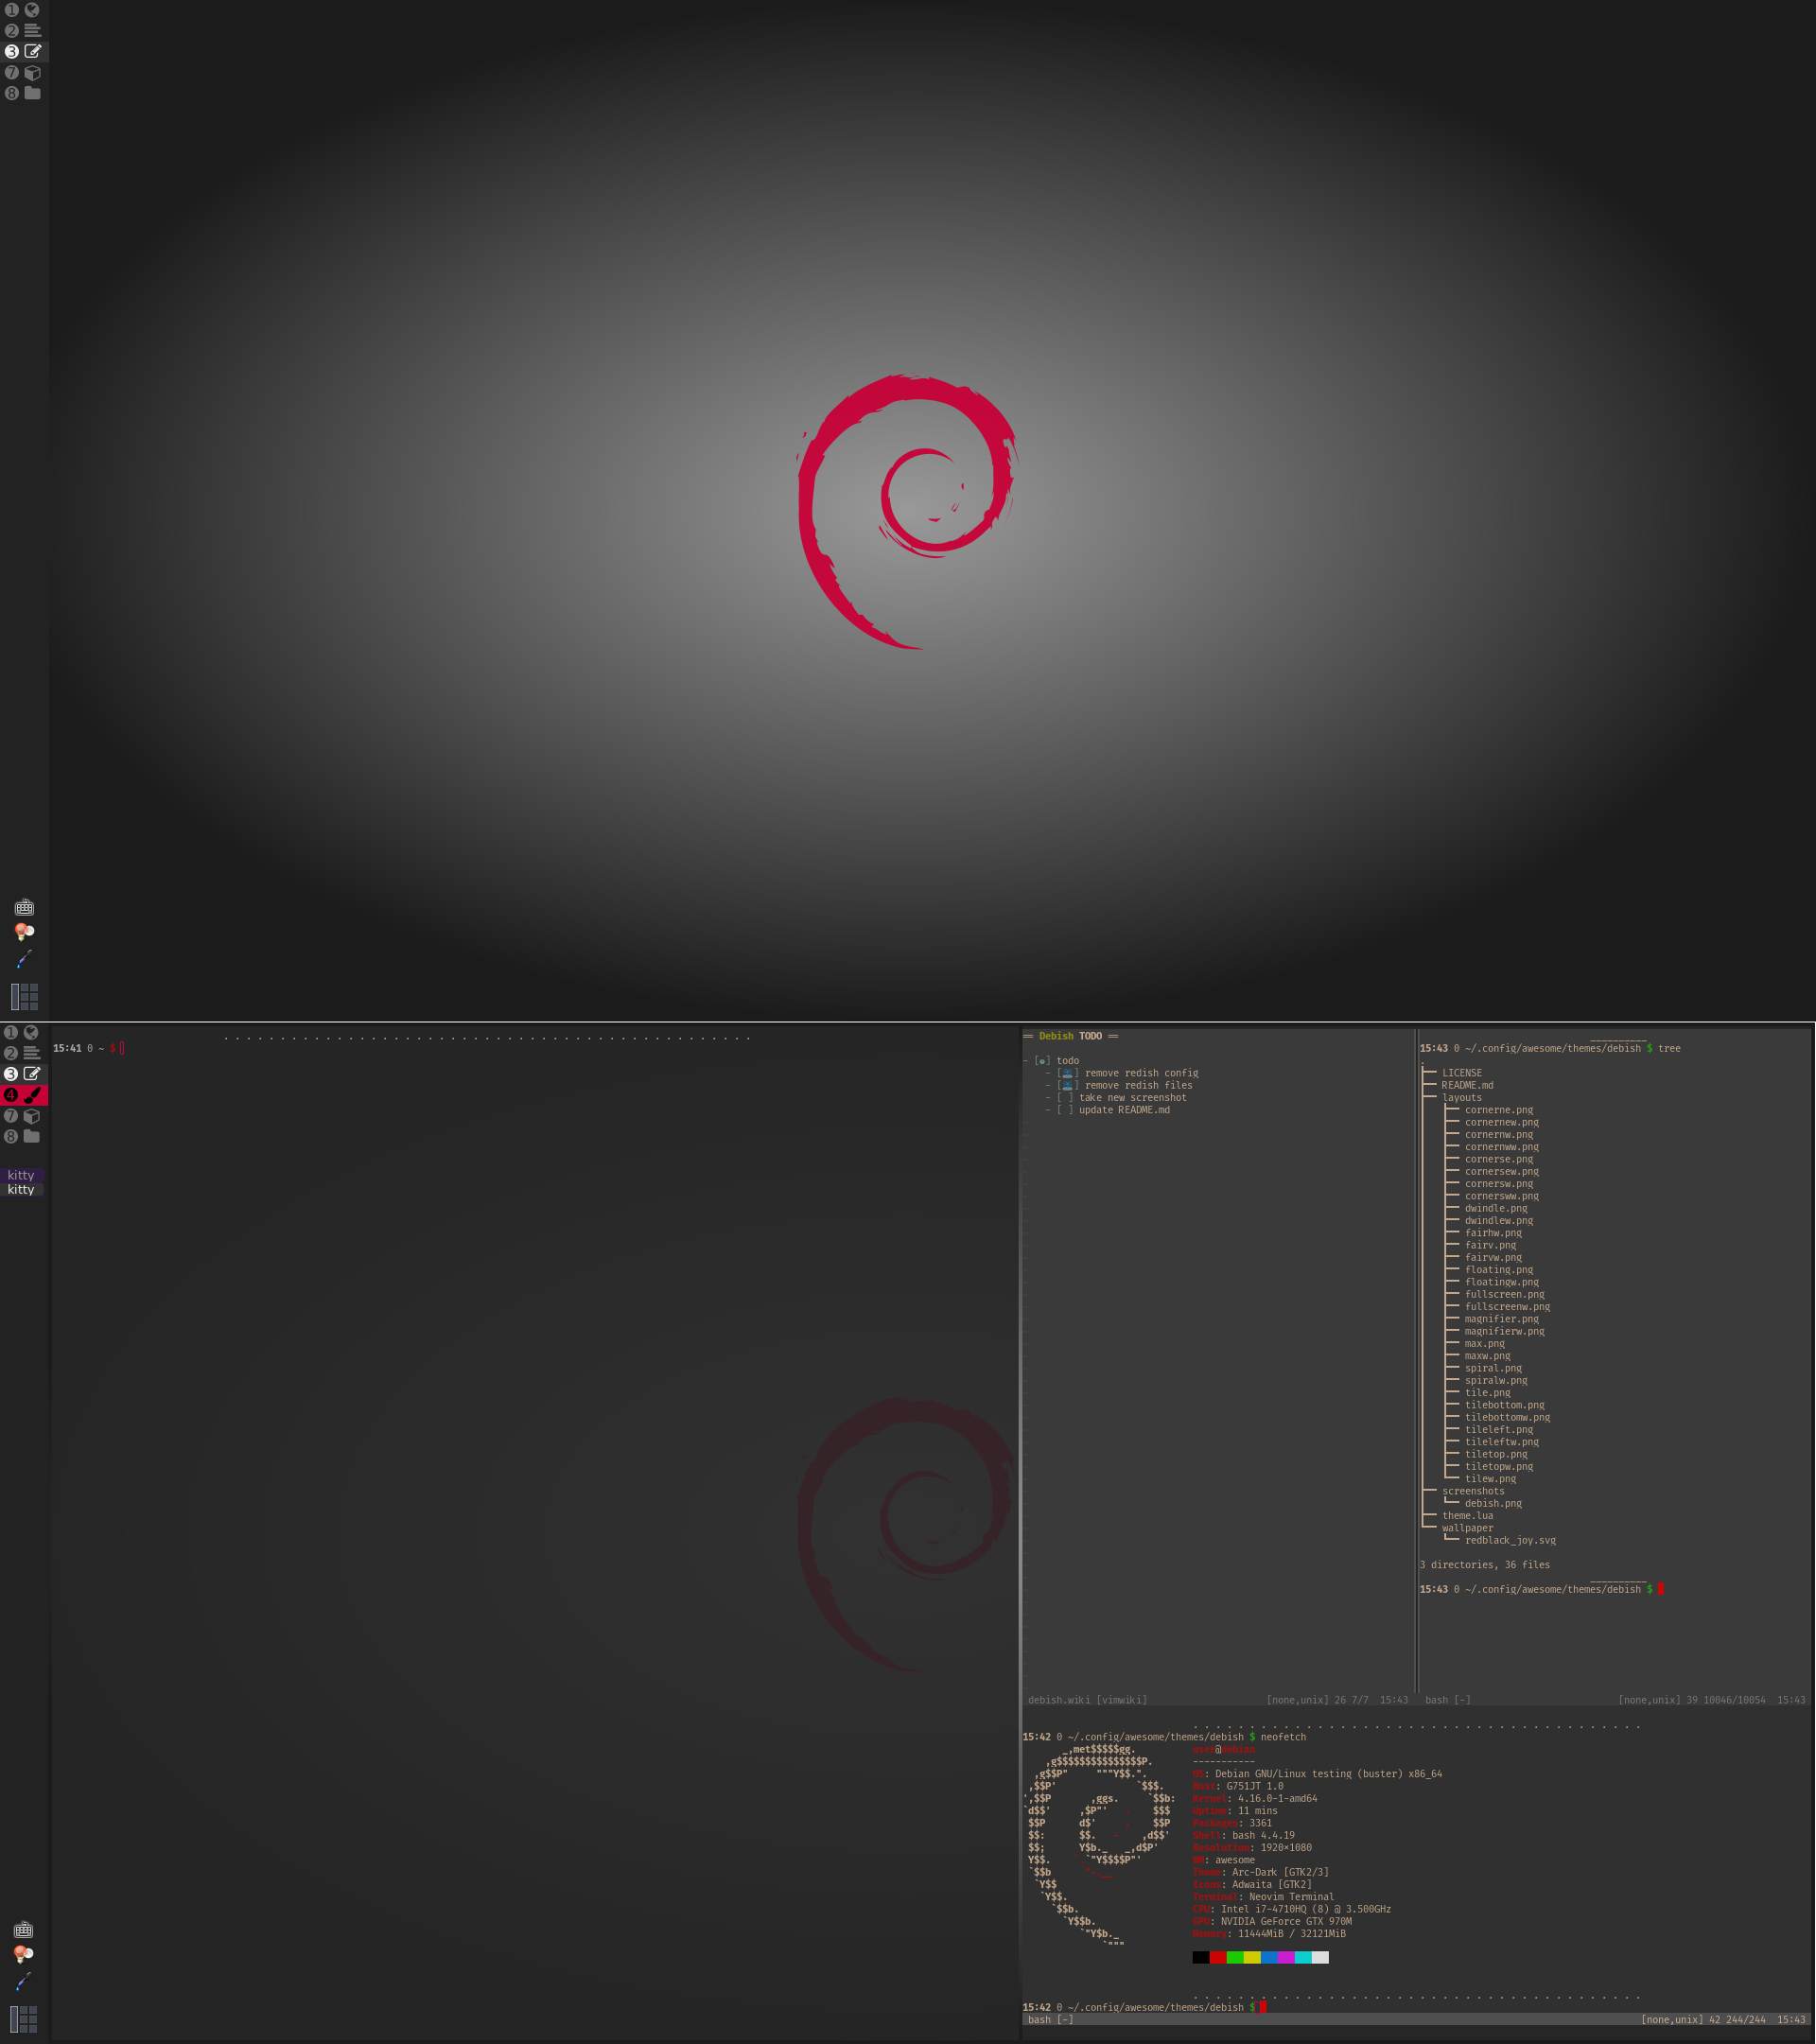 1
2
3
7
8
1
2
3
4
7
8
kitty
kitty
15:41 0 ~ $
== Debish TODO ==
- [●] todo
- [ ] remove redish config
- [ ] remove redish files
- [ ] take new screenshot
- [ ] update README.md
debish.wiki [vimwiki] [none,unix] 26 7/7 15:43
15:43 0 ~/.config/awesome/themes/debish $ tree
.
├── LICENSE
├── README.md
├── layouts
│   ├── cornerne.png
│   ├── cornernew.png
│   ├── cornernw.png
│   ├── cornernww.png
│   ├── cornerse.png
│   ├── cornersew.png
│   ├── cornersw.png
│   ├── cornersww.png
│   ├── dwindle.png
│   ├── dwindlew.png
│   ├── fairhw.png
│   ├── fairv.png
│   ├── fairvw.png
│   ├── floating.png
│   ├── floatingw.png
│   ├── fullscreen.png
│   ├── fullscreenw.png
│   ├── magnifier.png
│   ├── magnifierw.png
│   ├── max.png
│   ├── maxw.png
│   ├── spiral.png
│   ├── spiralw.png
│   ├── tile.png
│   ├── tilebottom.png
│   ├── tilebottomw.png
│   ├── tileleft.png
│   ├── tileleftw.png
│   ├── tiletop.png
│   ├── tiletopw.png
│   └── tilew.png
├── screenshots
│   └── debish.png
├── theme.lua
└── wallpaper
    └── redblack_joy.svg
3 directories, 36 files
15:43 0 ~/.config/awesome/themes/debish $
bash [-] [none,unix] 39 10046/10054 15:43
15:42 0 ~/.config/awesome/themes/debish $ neofetch
_,met$$$$$gg.
,g$$$$$$$$$$$$$$$P.
,g$$P" """Y$$.".
,$$P' `$$$.
',$$P ,ggs. `$$b:
`d$$' ,$P"' . $$$
$$P d$' , $$P
$$: $$. - ,d$$'
$$; Y$b._ _,d$P'
Y$$. `.`"Y$$$$P"'
`$$b "-.__
`Y$$
`Y$$.
`$$b.
`Y$$b.
`"Y$b._
`"""
user@debian
-----------
OS: Debian GNU/Linux testing (buster) x86_64
Host: G751JT 1.0
Kernel: 4.16.0-1-amd64
Uptime: 11 mins
Packages: 3361
Shell: bash 4.4.19
Resolution: 1920×1080
WM: awesome
Theme: Arc-Dark [GTK2/3]
Icons: Adwaita [GTK2]
Terminal: Neovim Terminal
CPU: Intel i7-4710HQ (8) @ 3.500GHz
GPU: NVIDIA GeForce GTX 970M
Memory: 11444MiB / 32121MiB
15:42 0 ~/.config/awesome/themes/debish $
bash [-] [none,unix] 42 244/244 15:43